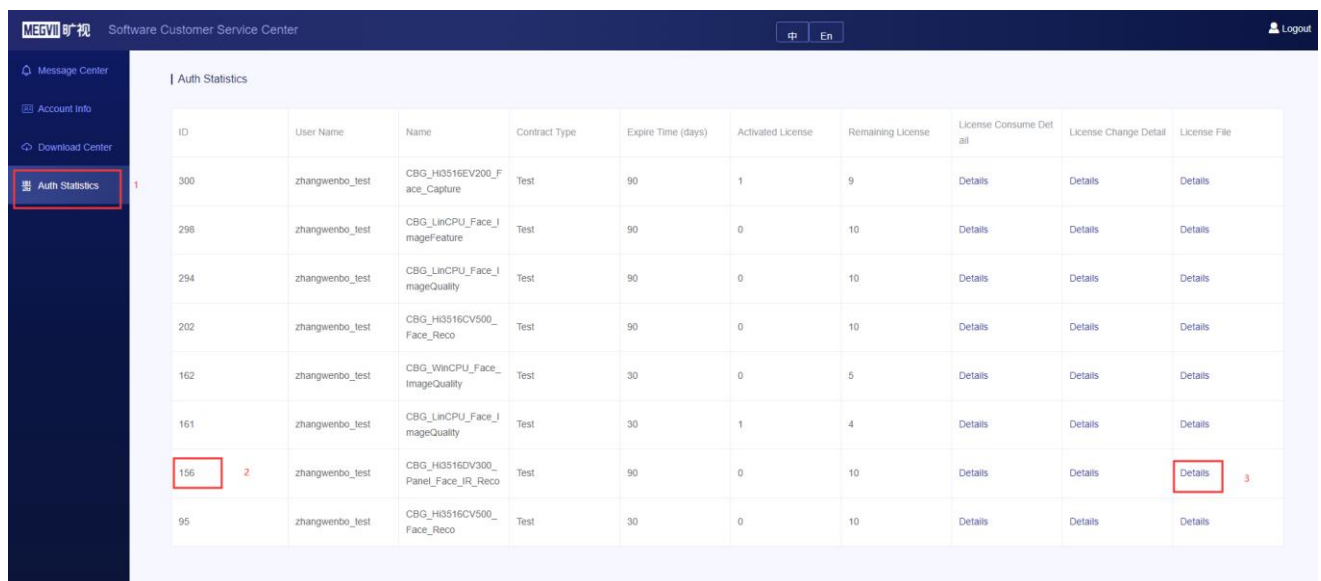 MEGVII 旷视 Software Customer Service Center 中 En Logout
Message Center
Account Info
Download Center
Auth Statistics 1
Auth Statistics
ID User Name Name Contract Type Expire Time (days) Activated License Remaining License License Consume Det License Change Detail License File
ail
300 zhangwenbo_test CBG_Hi3516EV200_F Test 90 1 9 Details Details Details
ace_Capture
298 zhangwenbo_test CBG_LinCPU_Face_I Test 90 0 10 Details Details Details
mageFeature
294 zhangwenbo_test CBG_LinCPU_Face_I Test 90 0 10 Details Details Details
mageQuality
202 zhangwenbo_test CBG_Hi3516CV500_ Test 90 0 10 Details Details Details
Face_Reco
162 zhangwenbo_test CBG_WinCPU_Face_ Test 30 0 5 Details Details Details
ImageQuality
161 zhangwenbo_test CBG_LinCPU_Face_I Test 30 1 4 Details Details Details
mageQuality
156 2 zhangwenbo_test CBG_Hi3516DV300_ Test 90 0 10 Details Details Details 3
Panel_Face_IR_Reco
95 zhangwenbo_test CBG_Hi3516CV500_ Test 30 0 10 Details Details Details
Face_Reco